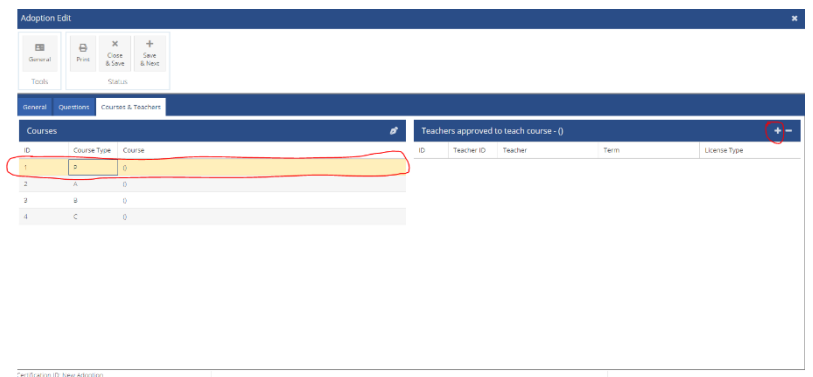 Adoption Edit
General
Print
Close & Save
Save & Next
Tools
Status
General Questions Courses & Teachers
Courses
Teachers approved to teach course - ()
ID Course Type Course
ID Teacher ID Teacher Term License Type
1 P ()
2 A ()
3 B ()
4 C ()
Certification ID: New Adoption